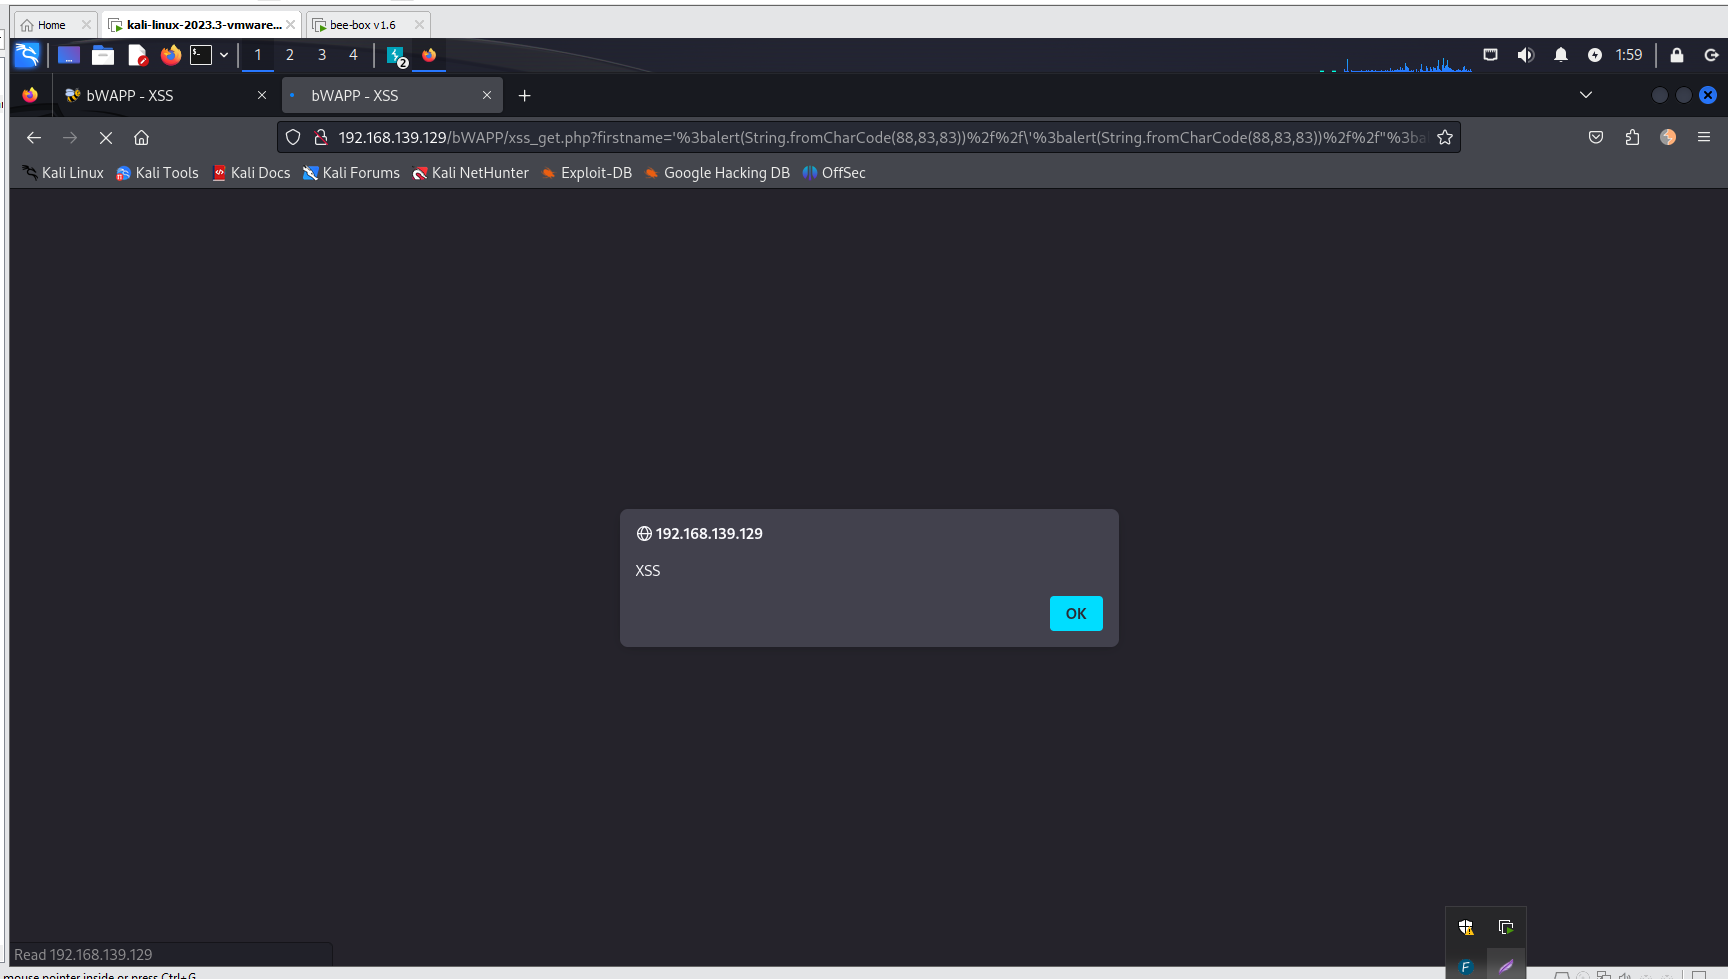 Home
kali-linux-2023.3-vmware...
bee-box v1.6
1
2
3
4
2
1:59
bWAPP - XSS
bWAPP - XSS
192.168.139.129/bWAPP/xss_get.php?firstname='%3balert(String.fromCharCode(88,83,83))%2f%2f\'%3balert(String.fromCharCode(88,83,83))%2f%2f"%3ba
Kali Linux
Kali Tools
Kali Docs
Kali Forums
Kali NetHunter
Exploit-DB
Google Hacking DB
OffSec
192.168.139.129
XSS
OK
Read 192.168.139.129
F
mouse pointer inside or press Ctrl+G